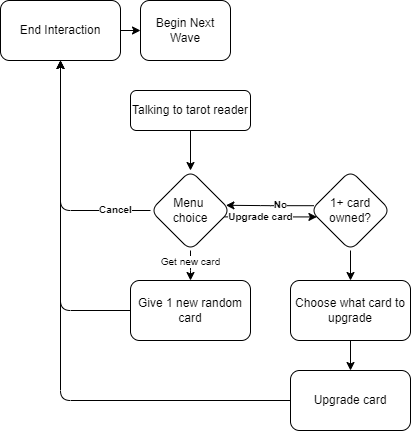 End Interaction
Begin Next
Wave
Talking to tarot reader
Menu
choice
Cancel
No
Upgrade card
1+ card
owned?
Get new card
Give 1 new random
card
Choose what card to
upgrade
Upgrade card